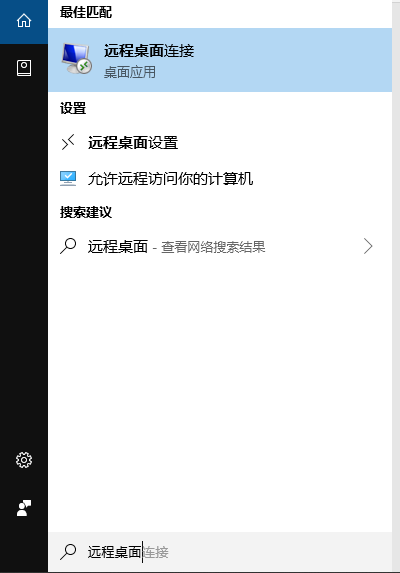 最佳匹配
远程桌面连接
桌面应用
设置
远程桌面设置
允许远程访问你的计算机
搜索建议
远程桌面 - 查看网络搜索结果
远程桌面连接